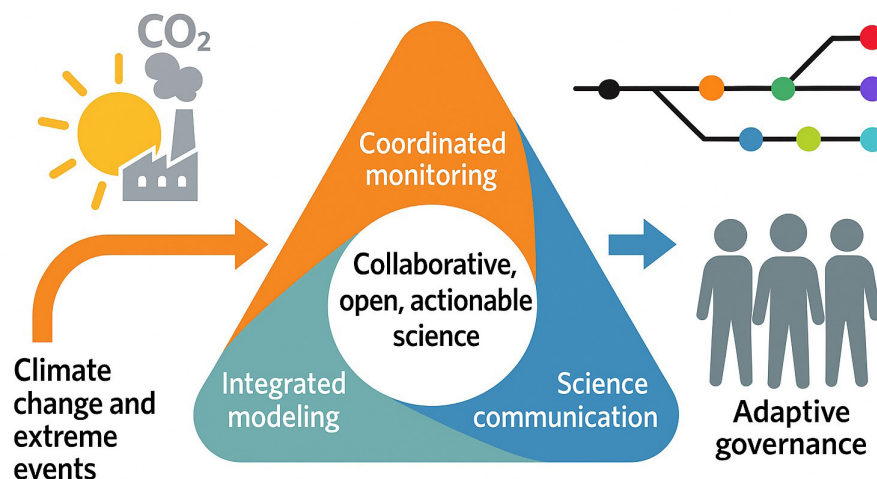 CO₂
Coordinated
monitoring
Collaborative,
open, actionable
science
Climate
change and
extreme
events
Integrated
modeling
Science
communication
Adaptive
governance